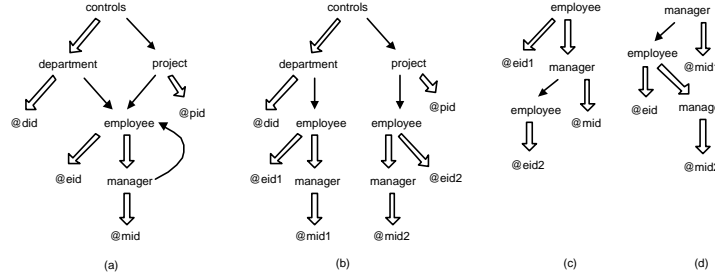 controls
department
project
@did
employee
@pid
@eid
manager
@mid
(a)
controls
department
project
@did
employee
employee
@pid
@eid1
manager
manager
@eid2
@mid1
@mid2
(b)
employee
@eid1
manager
employee
@mid
@eid2
(c)
manager
employee
@eid
(d)